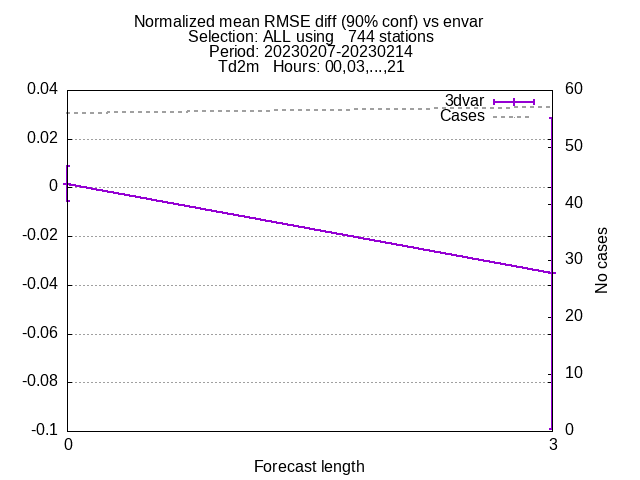 Normalized mean RMSE diff (90% conf) vs envar
Selection: ALL using   744 stations
Period: 20230207-20230214
Td2m   Hours: 00,03,...,21
0.04
0.02
0
-0.02
-0.04
-0.06
-0.08
-0.1
60
50
40
30
20
10
0
3dvar
Cases
No cases
0
3
Forecast length